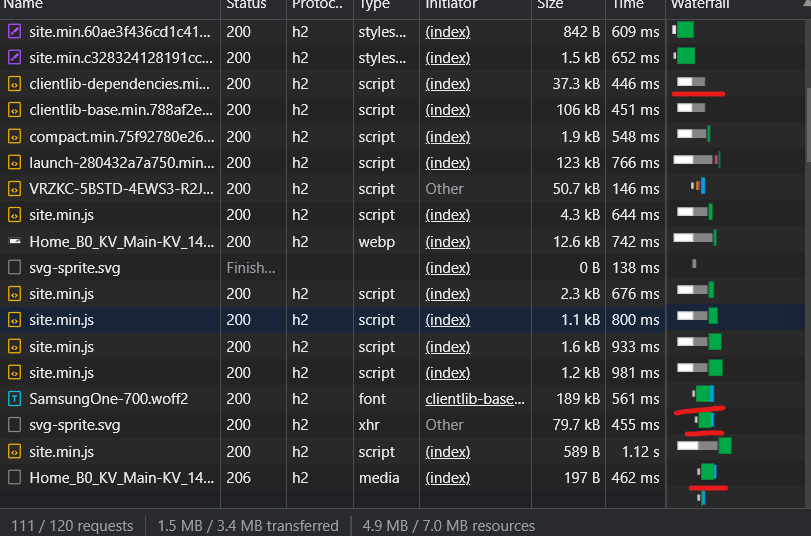 Name Status Protoc.. Type Initiator Size Time Waterfall
site.min.60ae3f436cd1c41... 200 h2 styles... (index) 842 B 609 ms
site.min.c328324128191cc... 200 h2 styles... (index) 1.5 kB 652 ms
clientlib-dependencies.mi... 200 h2 script (index) 37.3 kB 446 ms
clientlib-base.min.788af2e... 200 h2 script (index) 106 kB 451 ms
compact.min.75f92780e26... 200 h2 script (index) 1.9 kB 548 ms
launch-280432a7a750.min... 200 h2 script (index) 123 kB 766 ms
VRZKC-5BSTD-4EWS3-R2J... 200 h2 script Other 50.7 kB 146 ms
site.min.js 200 h2 script (index) 4.3 kB 644 ms
Home_B0_KV_Main-KV_14... 200 h2 webp (index) 12.6 kB 742 ms
svg-sprite.svg Finish... (index) 0 B 138 ms
site.min.js 200 h2 script (index) 2.3 kB 676 ms
site.min.js 200 h2 script (index) 1.1 kB 800 ms
site.min.js 200 h2 script (index) 1.6 kB 933 ms
site.min.js 200 h2 script (index) 1.2 kB 981 ms
SamsungOne-700.woff2 200 h2 font clientlib-base... 189 kB 561 ms
svg-sprite.svg 200 h2 xhr Other 79.7 kB 455 ms
site.min.js 200 h2 script (index) 589 B 1.12 s
Home_B0_KV_Main-KV_14... 206 h2 media (index) 197 B 462 ms
111 / 120 requests 1.5 MB / 3.4 MB transferred 4.9 MB / 7.0 MB resources